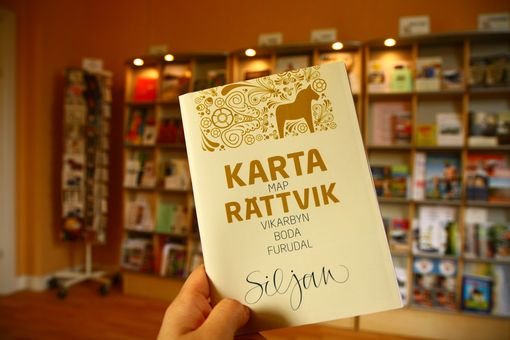 KARTA
MAP
RÄTTVIK
VIKARBYN
BODA
FURUDAL
Siljan